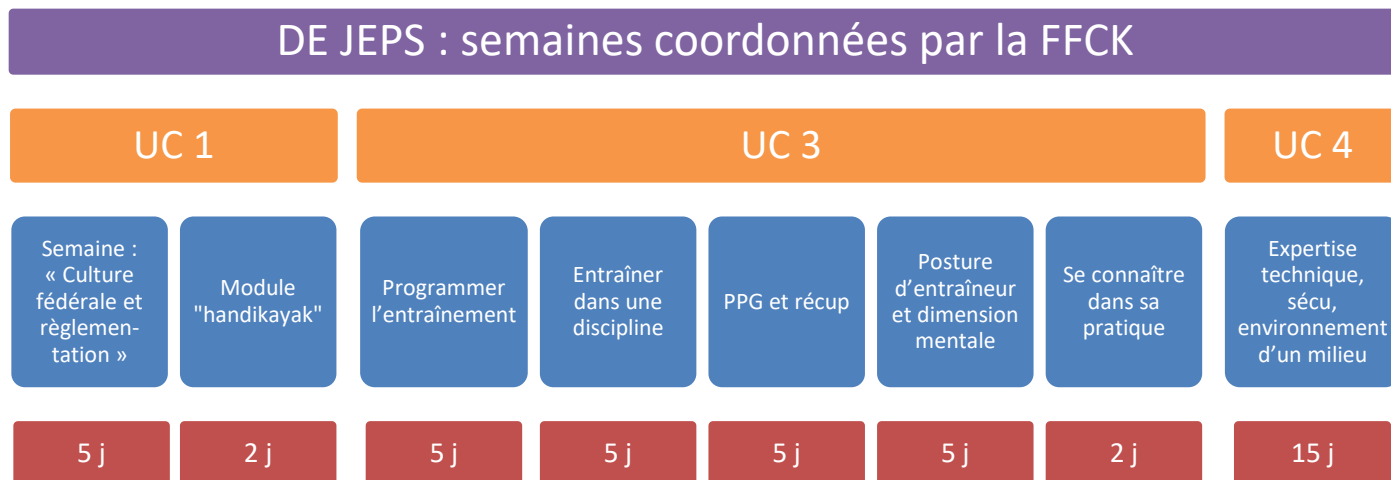 DE JEPS : semaines coordonnées par la FFCK
UC 1
UC 3
UC 4
Semaine :
« Culture
fédérale et
règlemen-
tation »
Module
"handikayak"
Programmer
l’entraînement
Entraîner
dans une
discipline
PPG et récup
Posture
d’entraîneur
et dimension
mentale
Se connaître
dans sa
pratique
Expertise
technique,
sécu,
environnement
d’un milieu
5 j
2 j
5 j
5 j
5 j
5 j
2 j
15 j